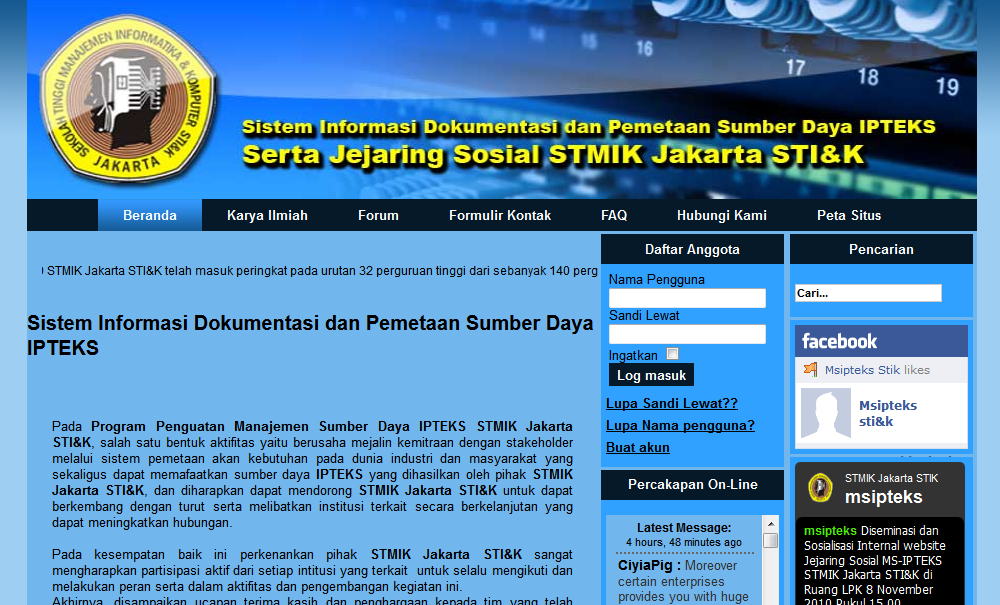 SEKOLAH TINGGI MANAJEMEN INFORMATIKA & KOMPUTER STI&K
JAKARTA
15
16
17
18
19
Sistem Informasi Dokumentasi dan Pemetaan Sumber Daya IPTEKS
Serta Jejaring Sosial STMIK Jakarta STI&K
Beranda Karya Ilmiah Forum Formulir Kontak FAQ Hubungi Kami Peta Situs
STMIK Jakarta STI&K telah masuk peringkat pada urutan 32 perguruan tinggi dari sebanyak 140 perg
Sistem Informasi Dokumentasi dan Pemetaan Sumber Daya
IPTEKS
Pada Program Penguatan Manajemen Sumber Daya IPTEKS STMIK Jakarta
STI&K, salah satu bentuk aktifitas yaitu berusaha mejalin kemitraan dengan stakeholder
melalui sistem pemetaan akan kebutuhan pada dunia industri dan masyarakat yang
sekaligus dapat memafaatkan sumber daya IPTEKS yang dihasilkan oleh pihak STMIK
Jakarta STI&K, dan diharapkan dapat mendorong STMIK Jakarta STI&K untuk dapat
berkembang dengan turut serta melibatkan institusi terkait secara berkelanjutan yang
dapat meningkatkan hubungan.
Pada kesempatan baik ini perkenankan pihak STMIK Jakarta STI&K sangat
mengharapkan partisipasi aktif dari setiap intitusi yang terkait untuk selalu mengikuti dan
melakukan peran serta dalam aktifitas dan pengembangan kegiatan ini.
Akhirnya, disampaikan ucapan terima kasih dan penghargaan kepada tim yang telah
Daftar Anggota
Nama Pengguna
Sandi Lewat
Ingatkan
Log masuk
Lupa Sandi Lewat??
Lupa Nama pengguna?
Buat akun
Percakapan On-Line
Latest Message:
4 hours, 48 minutes ago
CiyiaPig : Moreover
certain enterprises
provides you with huge
Pencarian
Cari...
facebook
Msipteks Stik likes
Msipteks
sti&k
STMIK Jakarta STIK
msipteks
msipteks Diseminasi dan
Sosialisasi Internal website
Jejaring Sosial MS-IPTEKS
STMIK Jakarta STI&K di
Ruang LPK 8 November
2010 Pukul 15.00